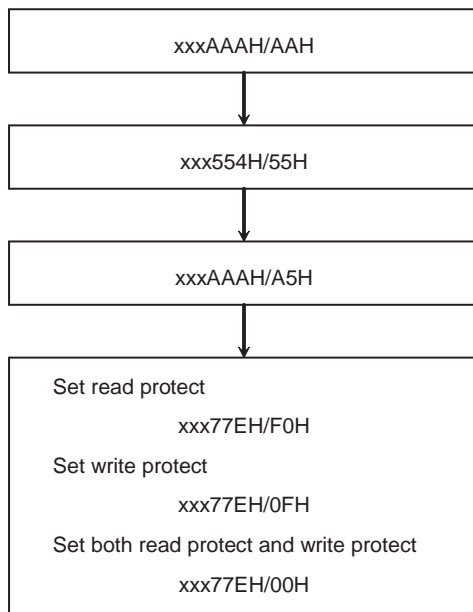 xxxAAAH/AAH
xxx554H/55H
xxxAAAH/A5H
Set read protect
xxx77EH/F0H
Set write protect
xxx77EH/0FH
Set both read protect and write protect
xxx77EH/00H